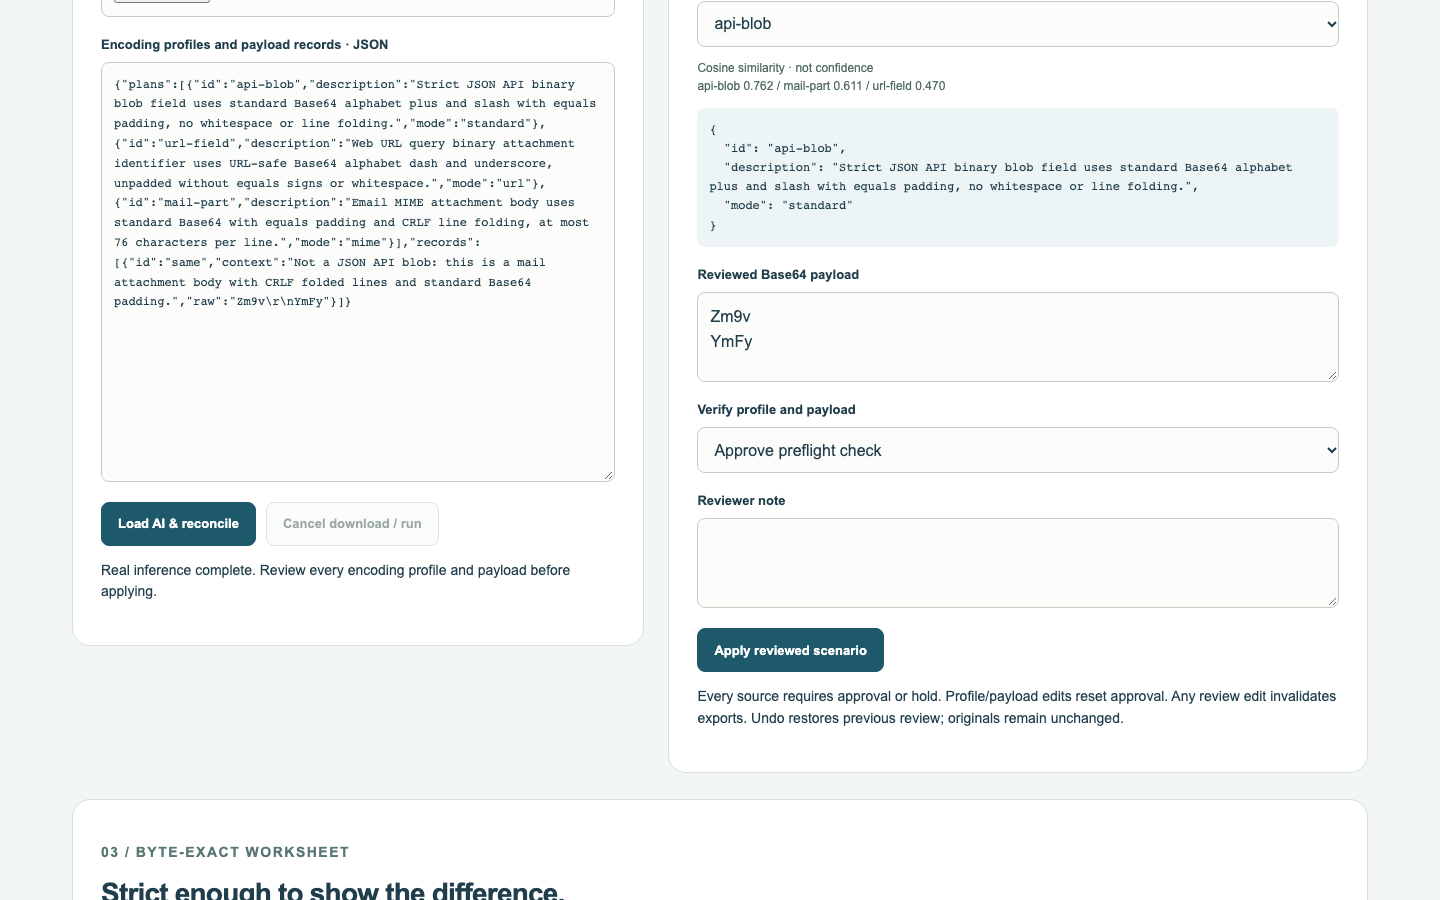 Encoding profiles and payload records · JSON
{"plans":[{"id":"api-blob","description":"Strict JSON API binary
blob field uses standard Base64 alphabet plus and slash with equals
padding, no whitespace or line folding.","mode":"standard"},
{"id":"url-field","description":"Web URL query binary attachment
identifier uses URL-safe Base64 alphabet dash and underscore,
unpadded without equals signs or whitespace.","mode":"url"},
{"id":"mail-part","description":"Email MIME attachment body uses
standard Base64 with equals padding and CRLF line folding, at most
76 characters per line.","mode":"mime"}],"records":
[{"id":"same","context":"Not a JSON API blob: this is a mail
attachment body with CRLF folded lines and standard Base64
padding.","raw":"Zm9v\r\nYmFy"}]}
Load AI & reconcile
Cancel download / run
Real inference complete. Review every encoding profile and payload before
applying.
api-blob
Cosine similarity · not confidence
api-blob 0.762 / mail-part 0.611 / url-field 0.470
{
"id": "api-blob",
"description": "Strict JSON API binary blob field uses standard Base64 alphabet
plus and slash with equals padding, no whitespace or line folding.",
"mode": "standard"
}
Reviewed Base64 payload
Zm9v
YmFy
Verify profile and payload
Approve preflight check
Reviewer note
Apply reviewed scenario
Every source requires approval or hold. Profile/payload edits reset approval. Any review edit invalidates
exports. Undo restores previous review; originals remain unchanged.
03 / BYTE-EXACT WORKSHEET
Strict enough to show the difference.